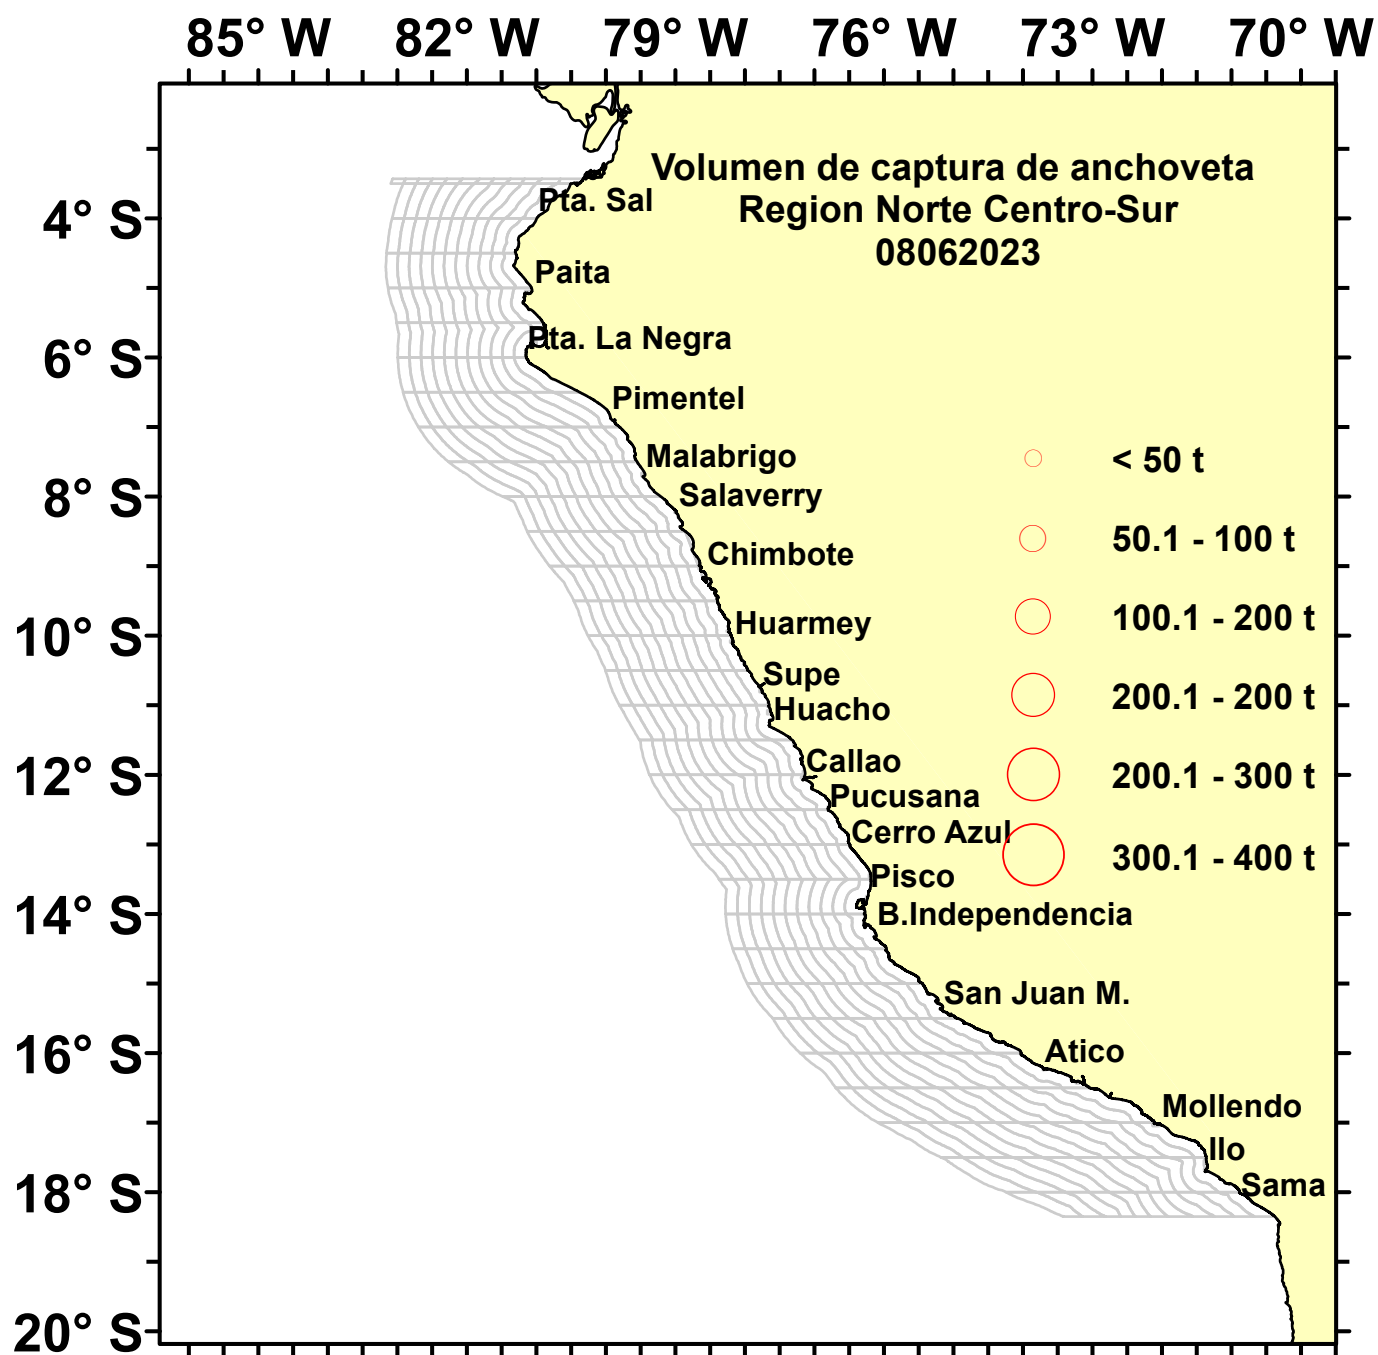 85° W 82° W 79° W 76° W 73° W 70° W
Volumen de captura de anchoveta
Region Norte Centro-Sur
08062023
4° S
6° S
8° S
10° S
12° S
14° S
16° S
18° S
20° S
Pta. Sal
Paita
Pta. La Negra
Pimentel
Malabrigo
Salaverry
Chimbote
Huarmey
Supe
Huacho
Callao
Pucusana
Cerro Azul
Pisco
B.Independencia
San Juan M.
Atico
Mollendo
Ilo
Sama
< 50 t
50.1 - 100 t
100.1 - 200 t
200.1 - 200 t
200.1 - 300 t
300.1 - 400 t